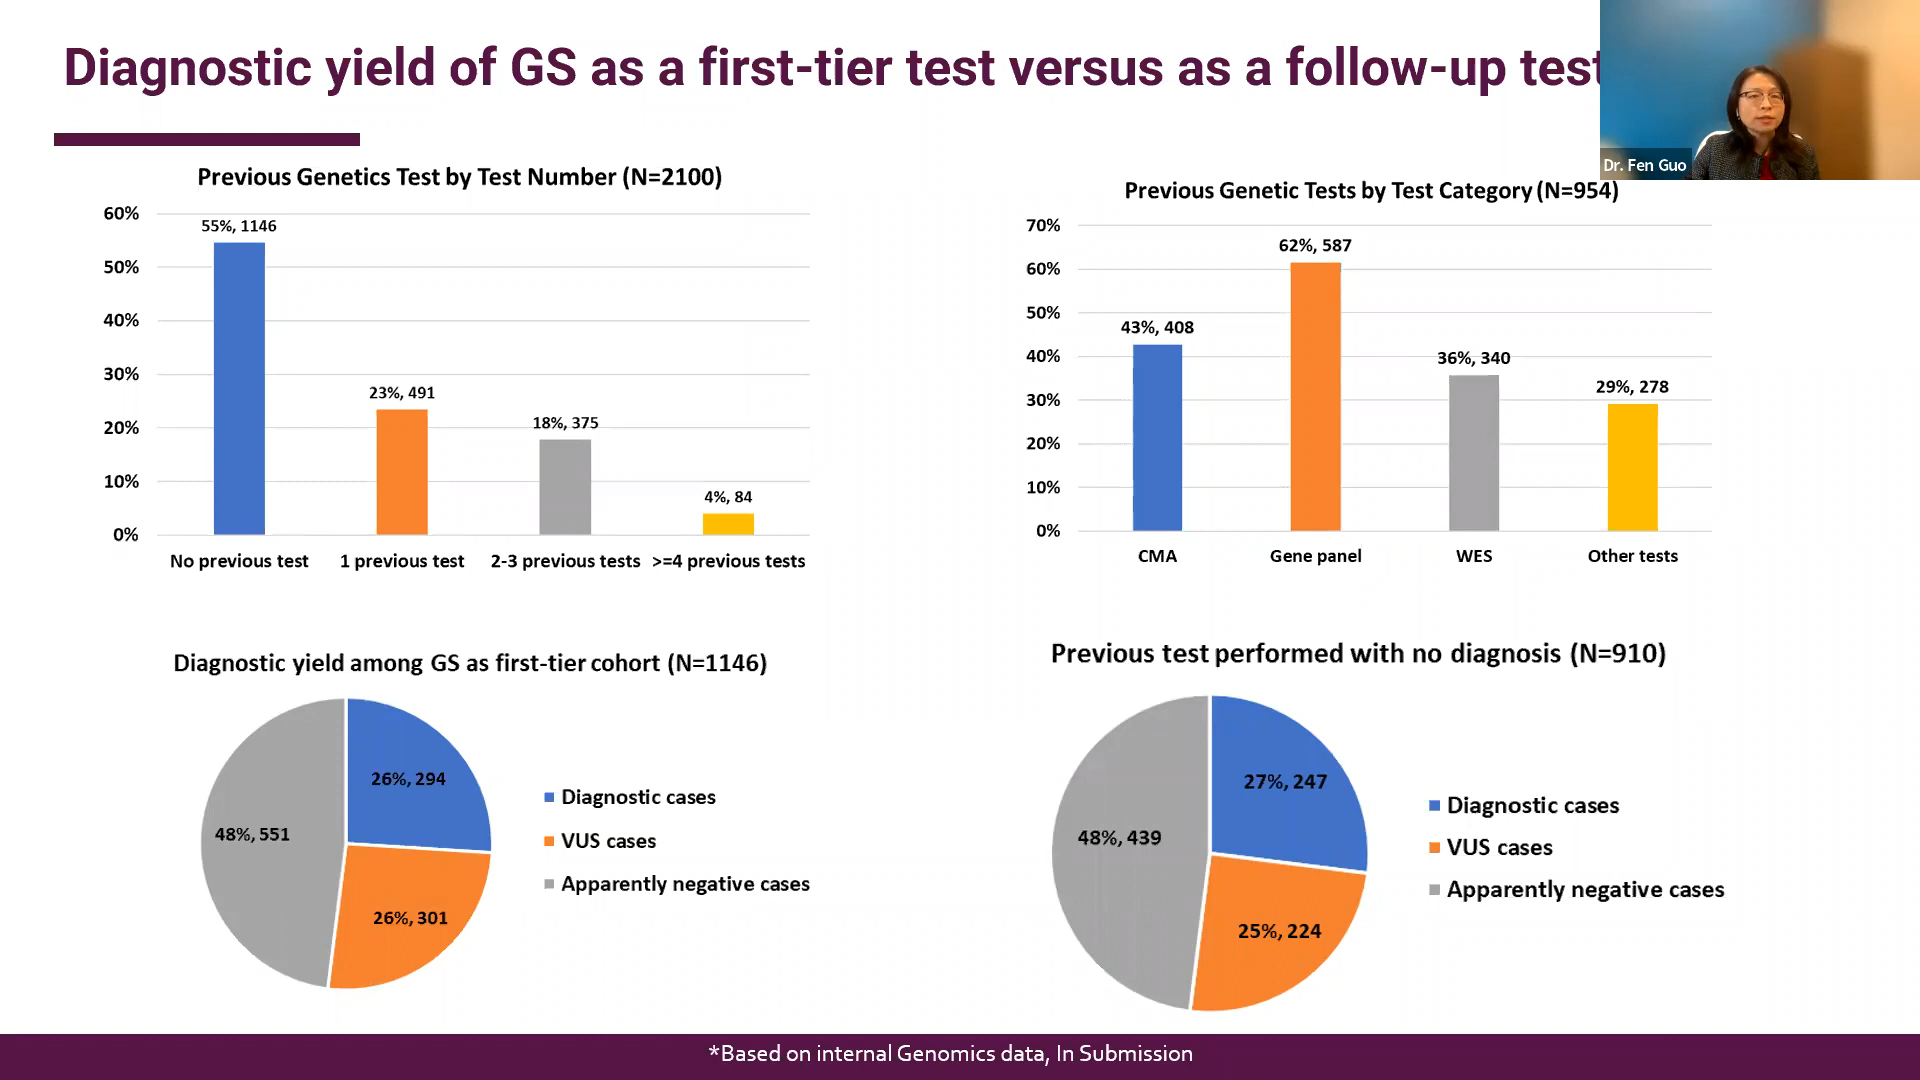 Diagnostic yield of GS as a first-tier test versus as a follow-up test
Dr. Fen Guo
Previous Genetics Test by Test Number (N=2100)
60%
50%
40%
30%
20%
10%
0%
55%, 1146
23%, 491
18%, 375
4%, 84
No previous test
1 previous test
2-3 previous tests
>=4 previous tests
Previous Genetic Tests by Test Category (N=954)
70%
60%
50%
40%
30%
20%
10%
0%
43%, 408
62%, 587
36%, 340
29%, 278
CMA
Gene panel
WES
Other tests
Diagnostic yield among GS as first-tier cohort (N=1146)
26%, 294
48%, 551
26%, 301
Diagnostic cases
VUS cases
Apparently negative cases
Previous test performed with no diagnosis (N=910)
27%, 247
48%, 439
25%, 224
Diagnostic cases
VUS cases
Apparently negative cases
*Based on internal Genomics data, In Submission